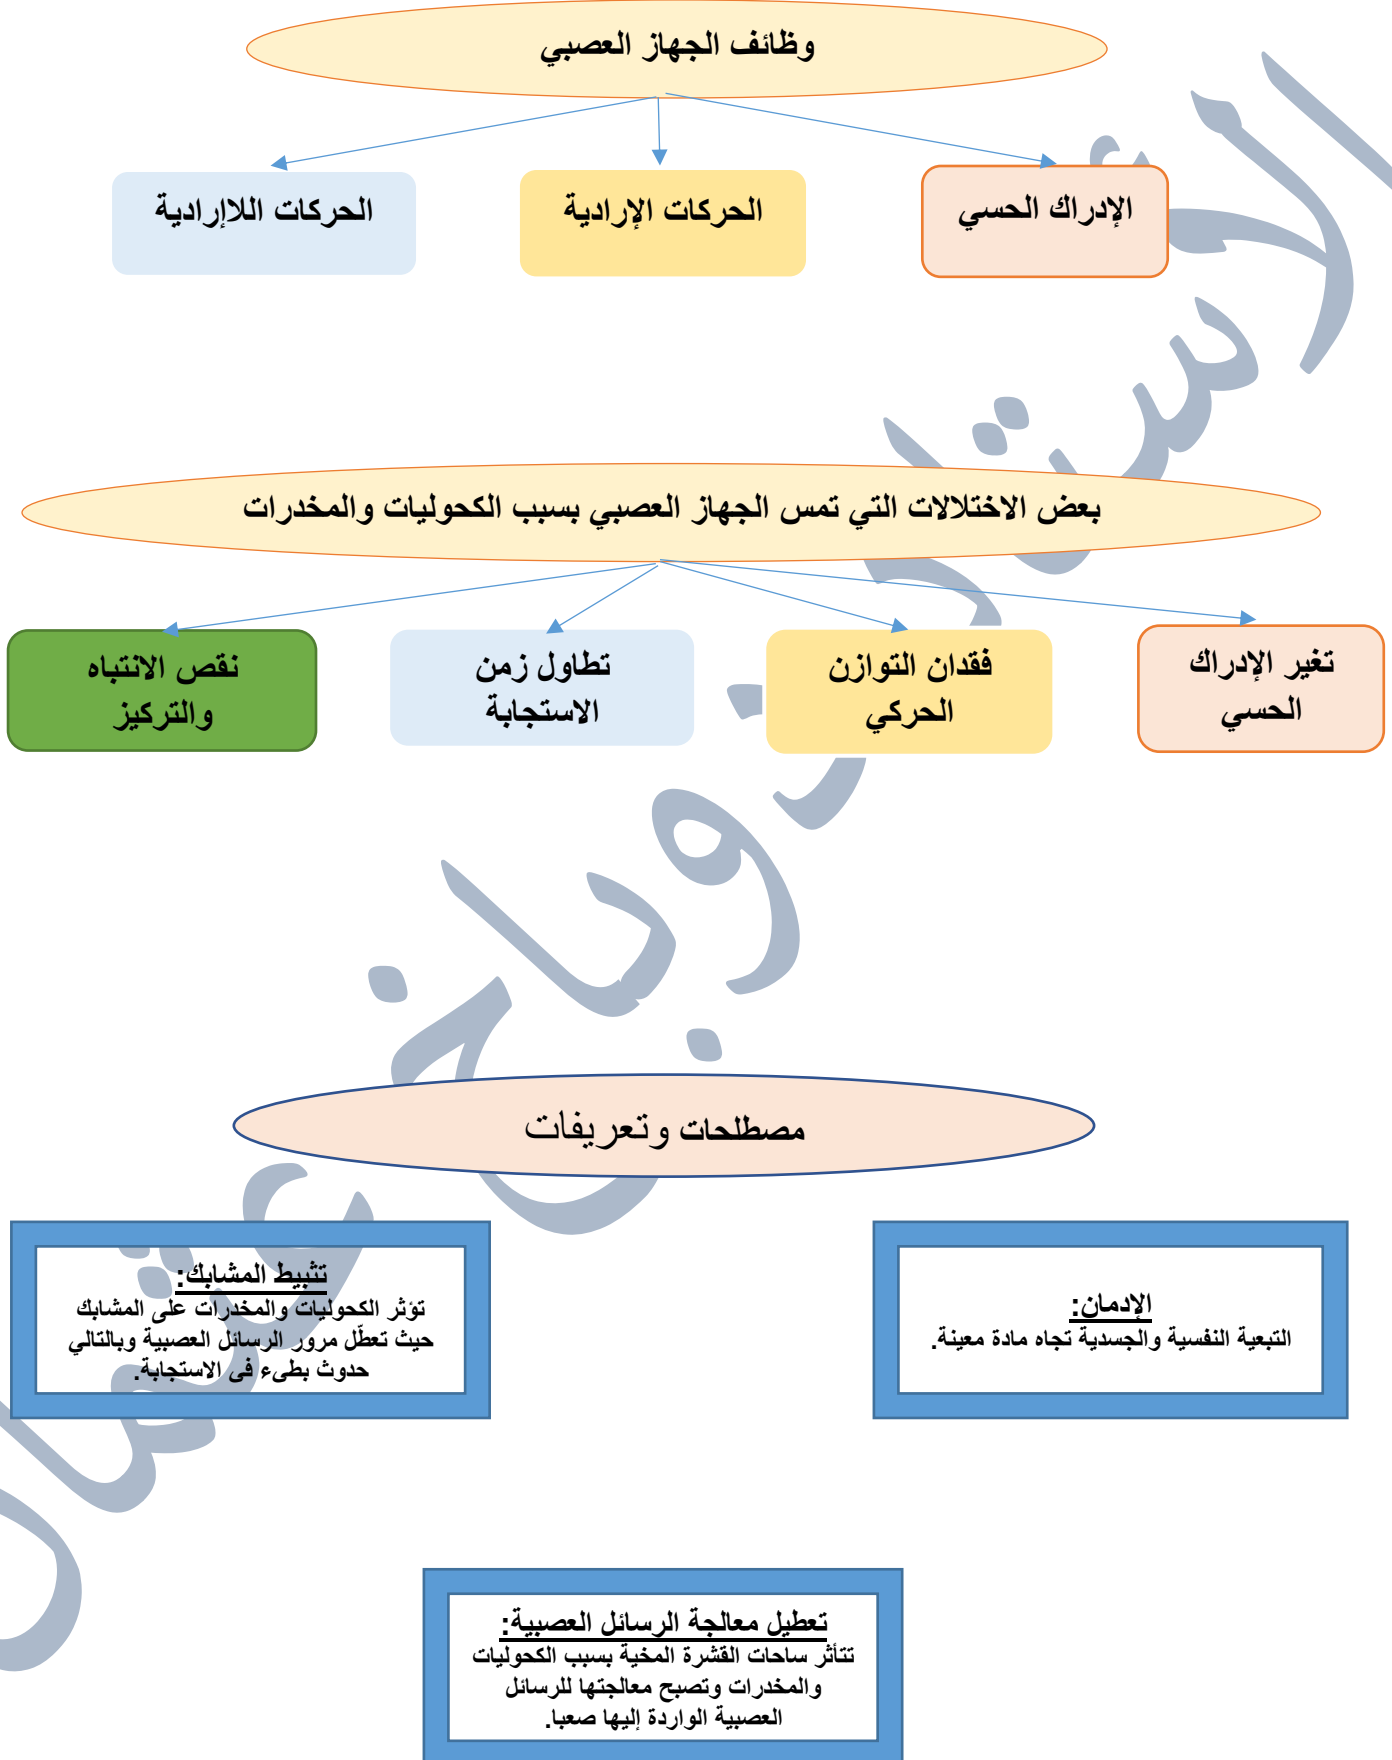 وظائف الجهاز العصبي
الإدراك الحسي
الحركات الإرادية
الحركات اللاإرادية
بعض الاختلالات التي تمس الجهاز العصبي بسبب الكحوليات والمخدرات
تغير الإدراك
الحسي
فقدان التوازن
الحركي
تطاول زمن
الاستجابة
نقص الانتباه
والتركيز
مصطلحات وتعريفات
الإدمان:
التبعية النفسية والجسدية تجاه مادة معينة.
تثبيط المشابك:
تؤثر الكحوليات والمخدرات على المشابك
حيث تعطّل مرور الرسائل العصبية وبالتالي
حدوث بطىء في الاستجابة.
تعطيل معالجة الرسائل العصبية:
تتأثر ساحات القشرة المخية بسبب الكحوليات
والمخدرات وتصبح معالجتها للرسائل
العصبية الواردة إليها صعبا.